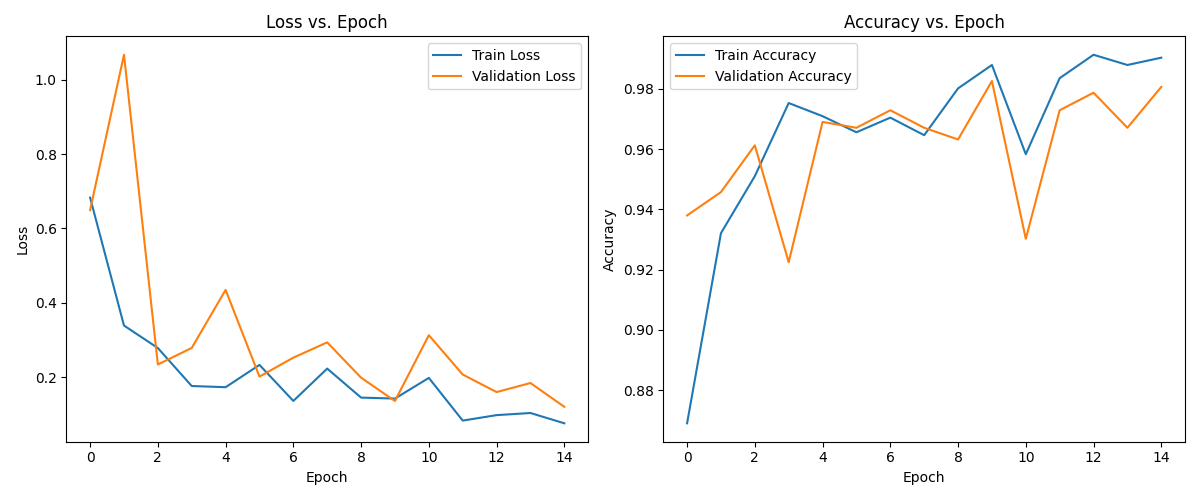 Loss vs. Epoch
Train Loss
Validation Loss
1.0
0.8
0.6
0.4
0.2
Loss
0 2 4 6 8 10 12 14
Epoch
Accuracy vs. Epoch
Train Accuracy
Validation Accuracy
0.98
0.96
0.94
0.92
0.90
0.88
Accuracy
0 2 4 6 8 10 12 14
Epoch